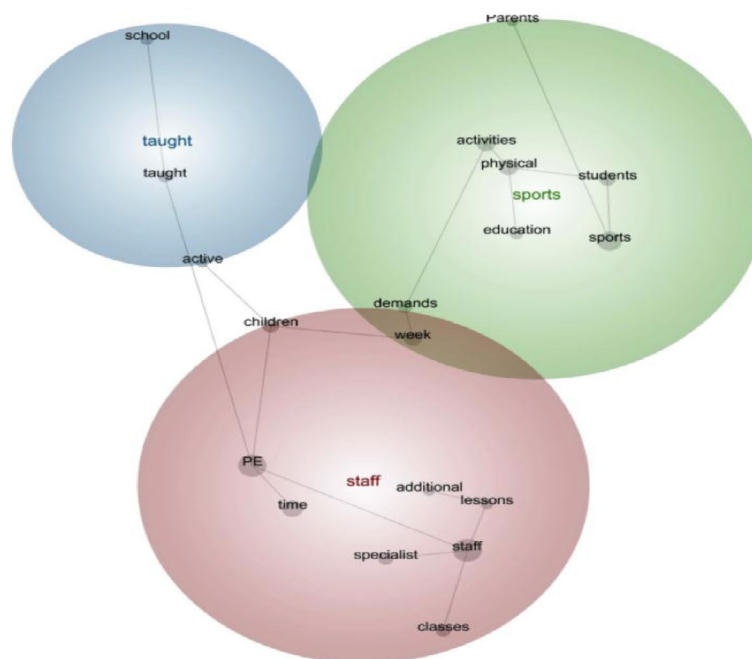 Parents
school
taught
activities
physical
taught
students
sports
education
sports
active
demands
children
week
PE
staff
additional
time
lessons
specialist
staff
classes